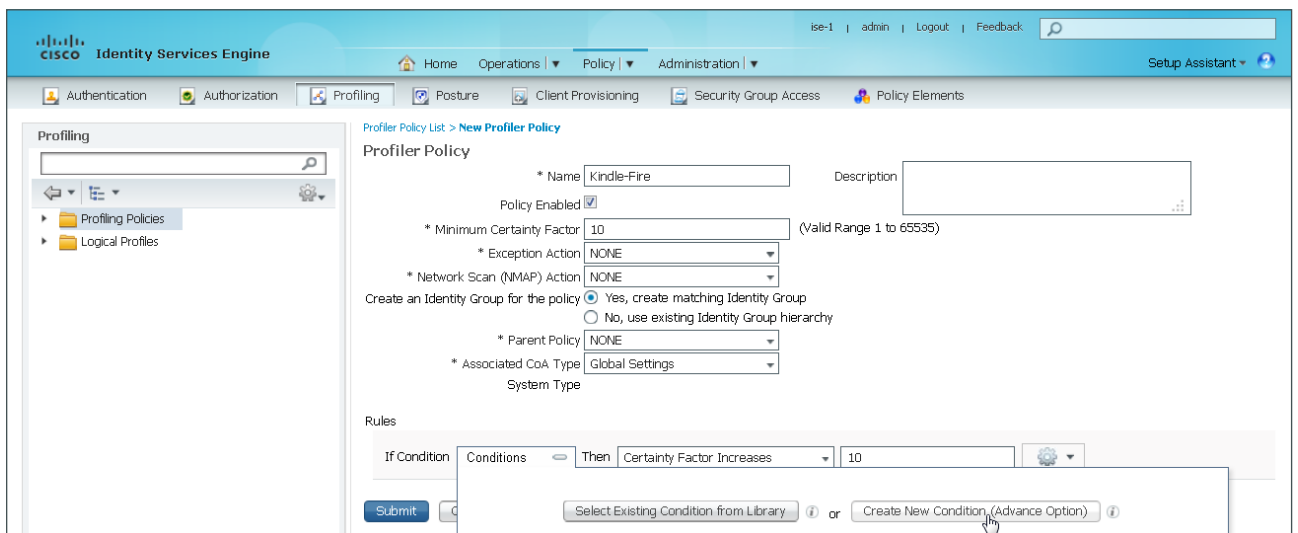 ise-1 | admin | Logout | Feedback
CISCO Identity Services Engine
Home Operations | Policy | Administration | Setup Assistant
Authentication Authorization Profiling Posture Client Provisioning Security Group Access Policy Elements
Profiling
Profiling Policies
Logical Profiles
Profiler Policy List > New Profiler Policy
Profiler Policy
* Name Kindle-Fire Description
Policy Enabled
* Minimum Certainty Factor 10 (Valid Range 1 to 65535)
* Exception Action NONE
* Network Scan (NMAP) Action NONE
Create an Identity Group for the policy Yes, create matching Identity Group
No, use existing Identity Group hierarchy
* Parent Policy NONE
* Associated CoA Type Global Settings
System Type
Rules
If Condition Conditions Then Certainty Factor Increases 10
Submit Select Existing Condition from Library or Create New Condition (Advance Option)